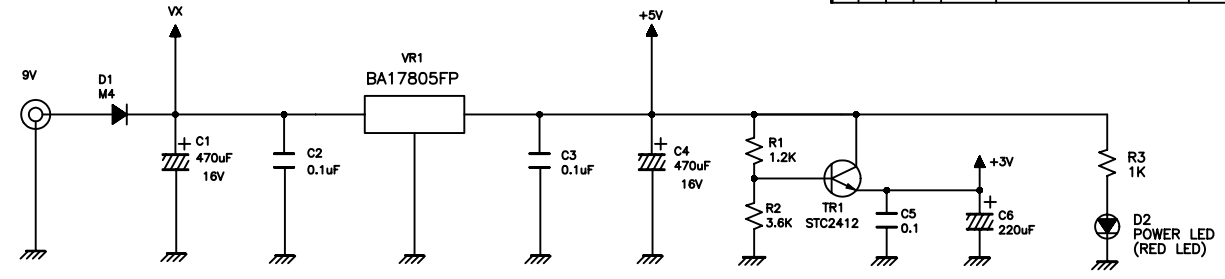 VX
+5V
9V
D1
M4
VR1
BA17805FP
C1
470uF
16V
+
C2
0.1uF
C3
0.1uF
+
C4
470uF
16V
R1
1.2K
R2
3.6K
TR1
STC2412
C5
0.1
+3V
+
C6
220uF
R3
1K
D2
POWER LED
(RED LED)